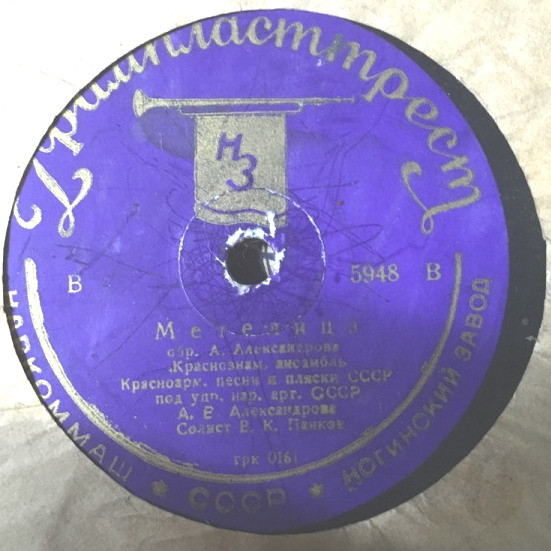 Грампласттрест
НЗ
В 5948 В
Метелица
обр. А. Александрова
Краснознам. ансамбль
Красноарм. песни и пляски СССР
под упр. нар. арт. СССР
А. В. Александрова
Солист В. К. Панков
грк 0161
НАРКОММАШ ★ СССР ★ НОГИНСКИЙ ЗАВОД